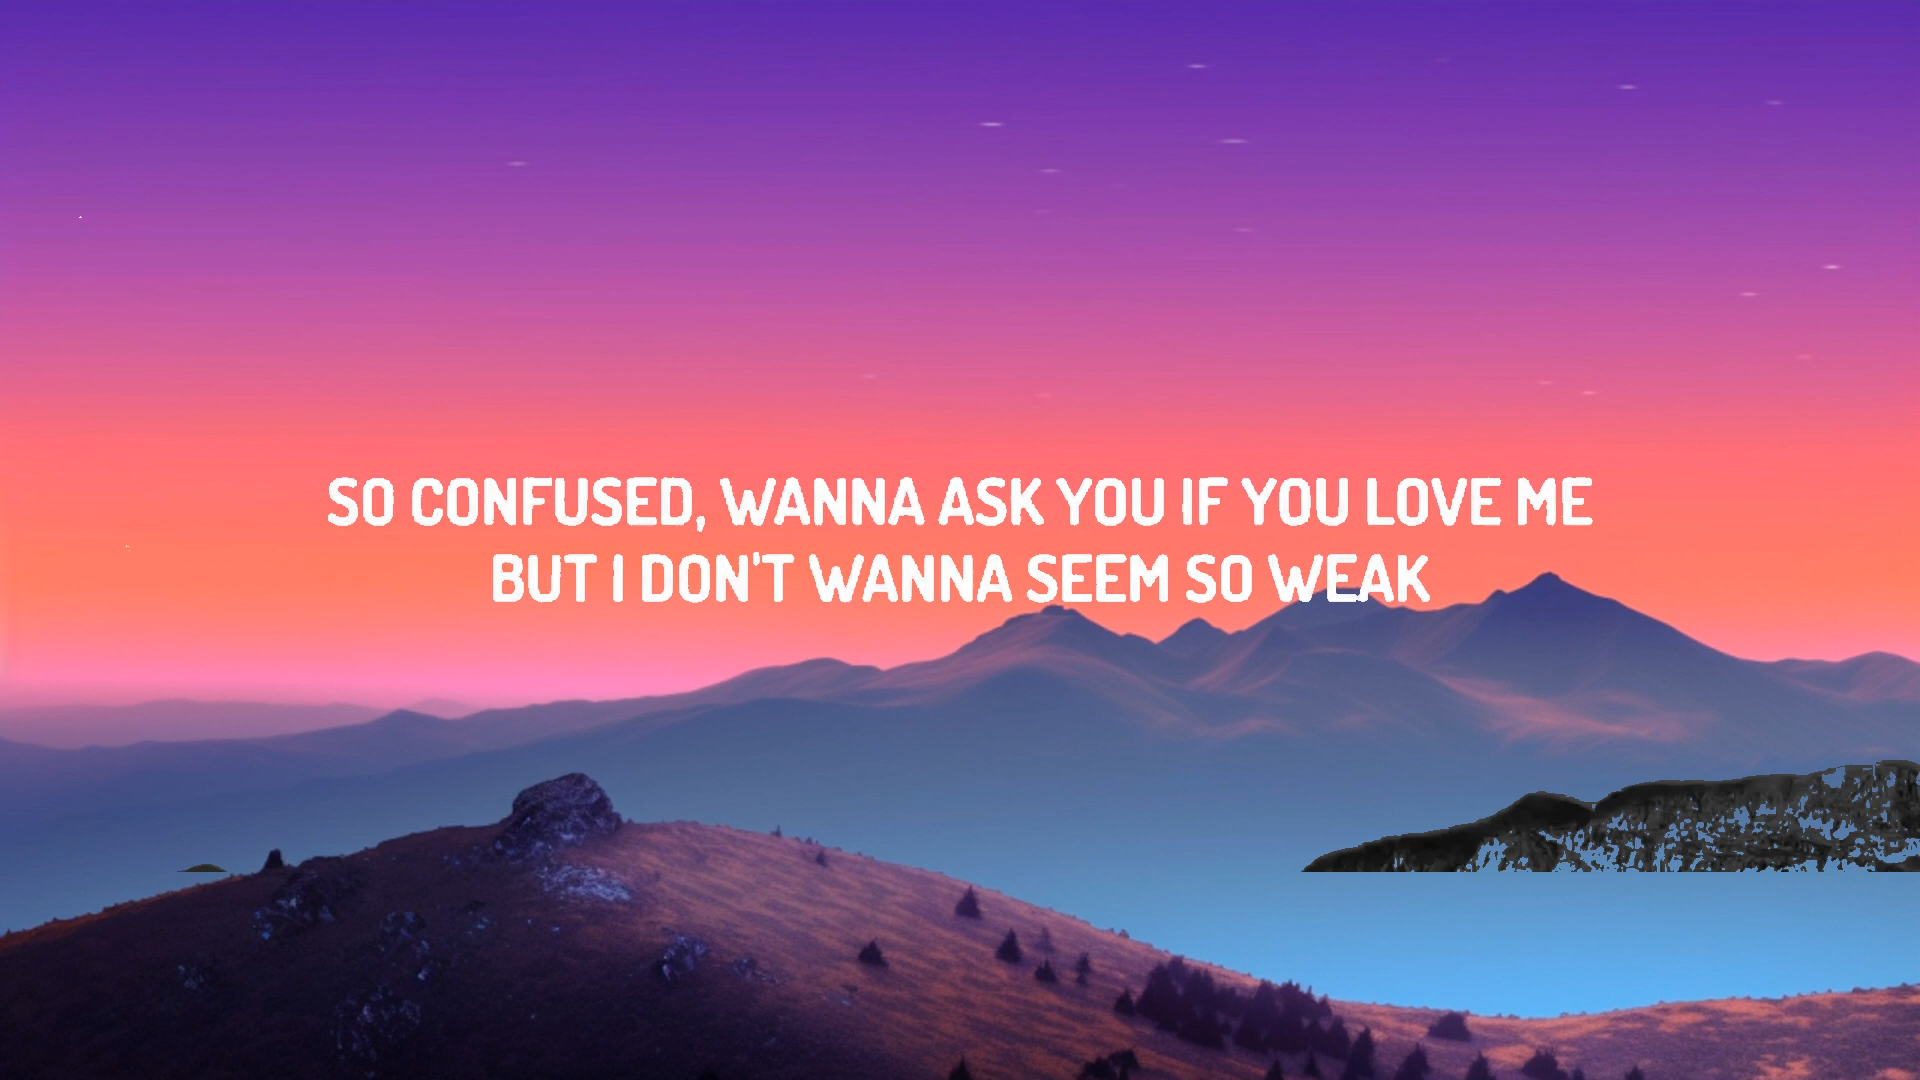 SO CONFUSED, WANNA ASK YOU IF YOU LOVE ME
BUT I DON'T WANNA SEEM SO WEAK